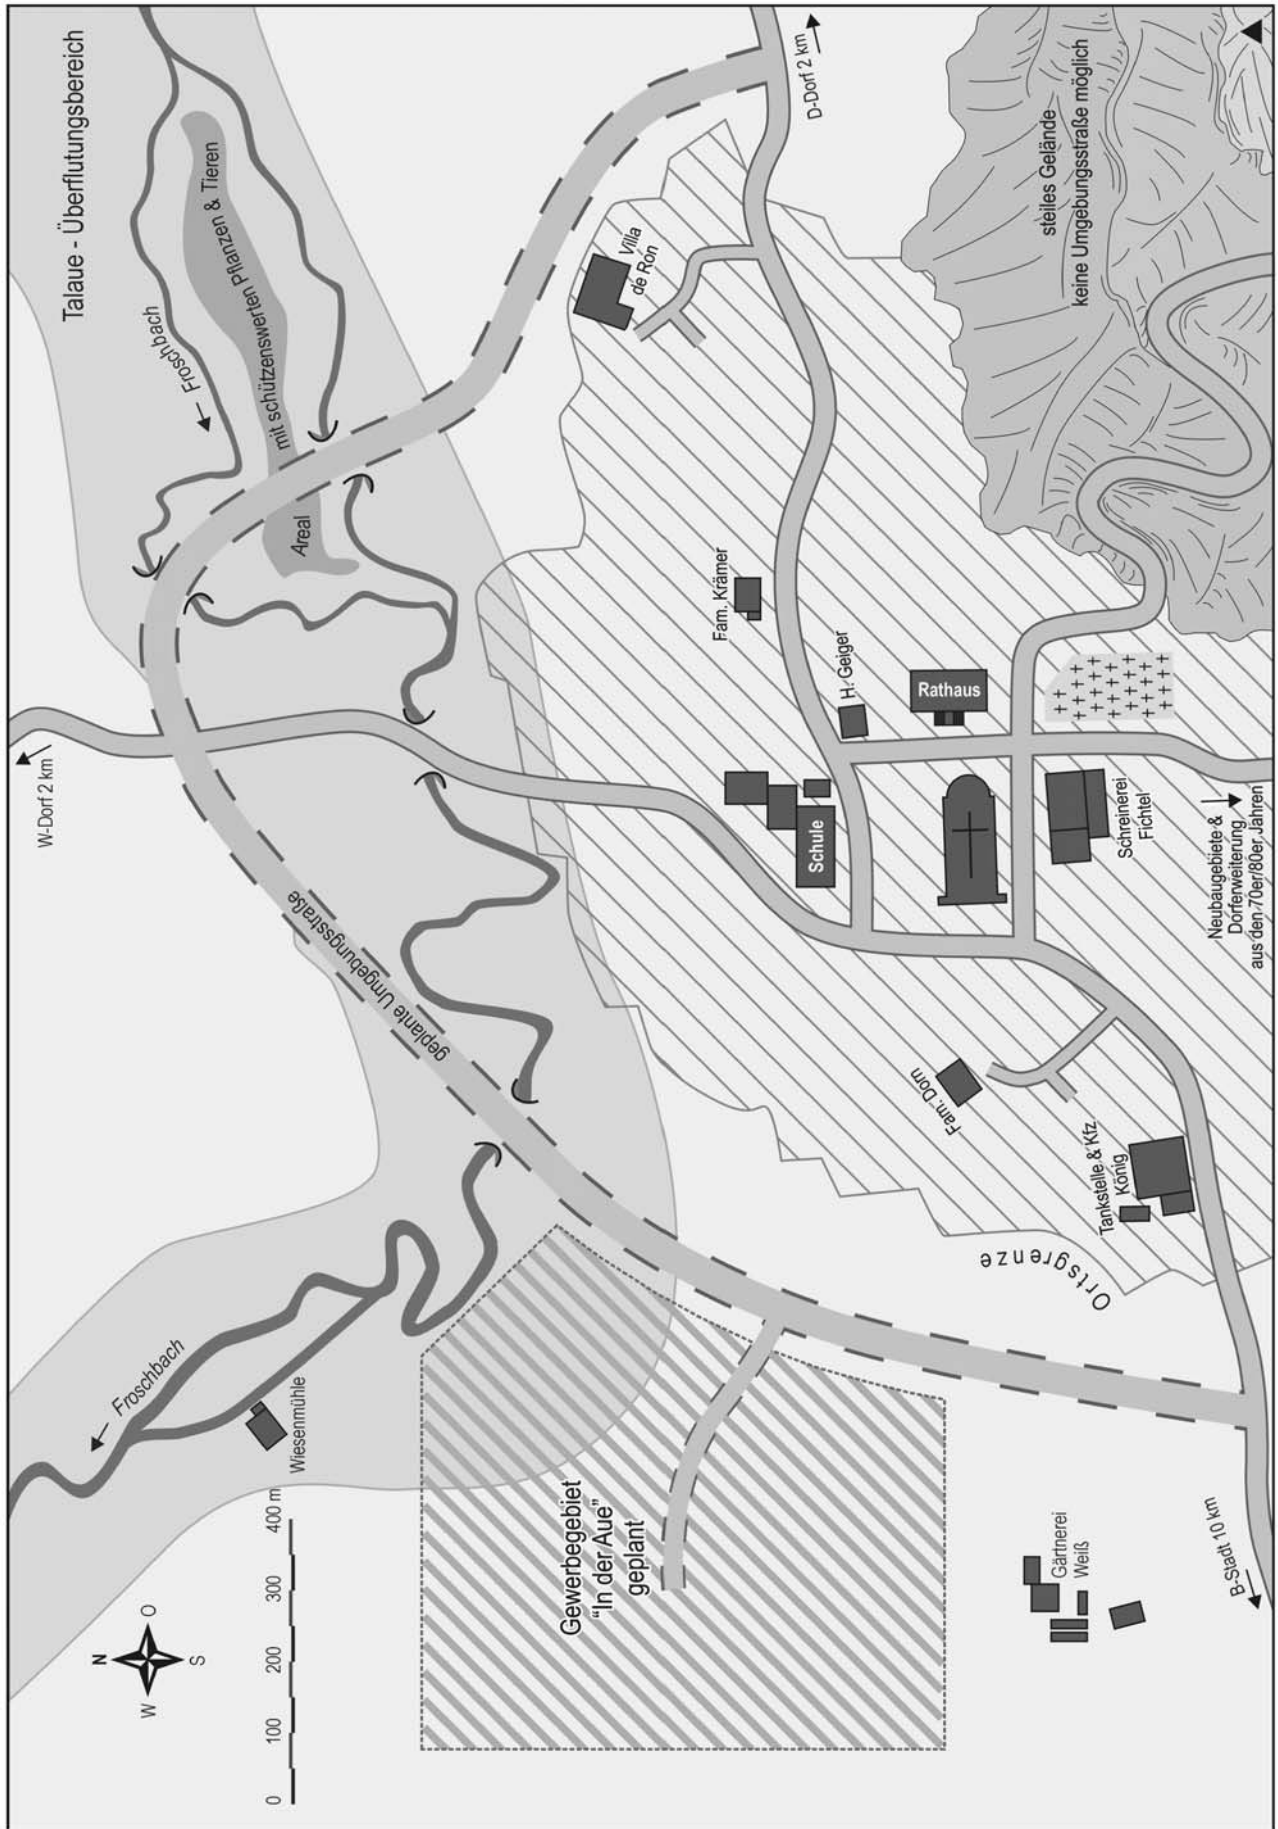 Talaue - Überflutungsbereich
Froschbach
Areal
mit schützenswerten Pflanzen & Tieren
W-Dorf 2 km
D-Dorf 2 km
steiles Gelände
keine Umgebungsstraße möglich
Villa
de Ron
geplante Umgebungsstraße
Fam. Krämer
H. Geiger
Rathaus
Schule
Schreinerei
Fichtel
Neubaugebiete &
Dorferweiterung
aus den 70er/80er Jahren
Fam. Dorn
Tankstelle & Kfz
König
Ortsgrenze
Froschbach
Wiesenmühle
Gewerbegebiet
"In der Aue"
geplant
Gärtnerei
Weiß
B-Stadt 10 km
N
O
S
W
0 100 200 300 400 m